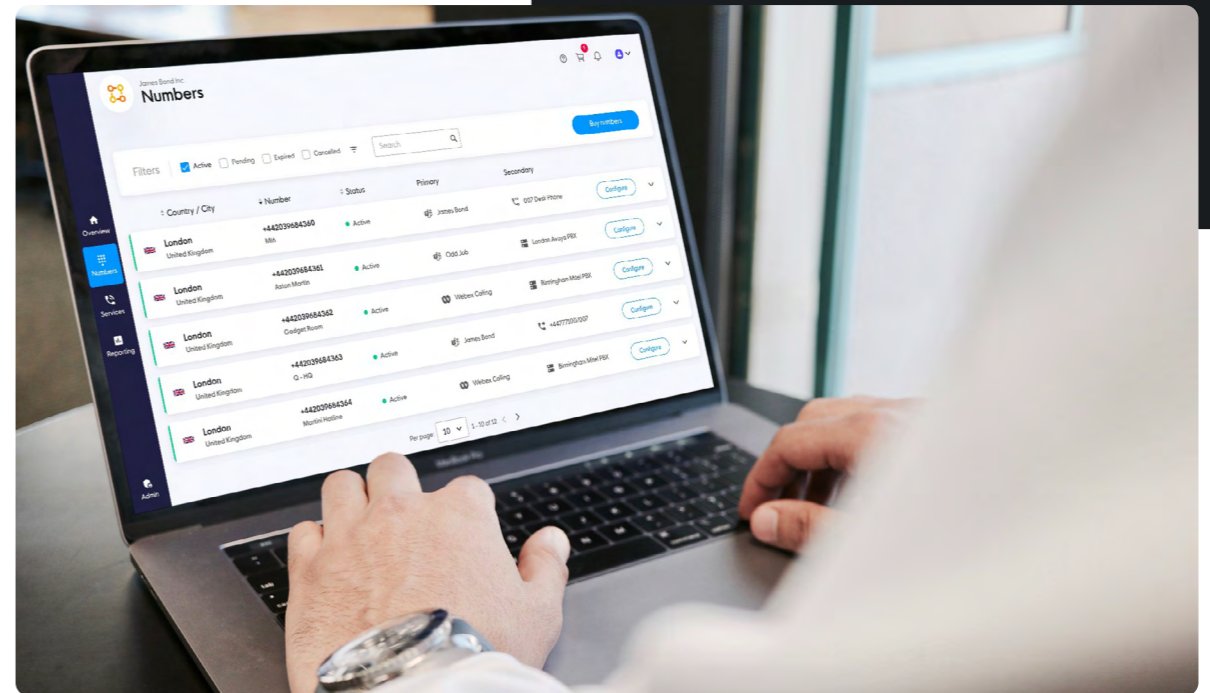 James Bond Inc
Numbers
Filters Active Pending Expired Cancelled Search Buy numbers
Country / City Number Status Primary Secondary
London +442039684360 Active James Bond 007 Desk Phone Configure
United Kingdom
London +442039684361 Active Odd Job London Avaya PBX Configure
United Kingdom Aston Martin
London +442039684362 Active Webex Calling Birmingham Mitel PBX Configure
United Kingdom Gadget Room
London +442039684363 Active James Bond Configure
United Kingdom Q - HQ
London +442039684364 Active Webex Calling Birmingham Mitel PBX Configure
United Kingdom Martini Hotline
Per page 10 1 - 10 of 12
Overview
Numbers
Services
Reporting
Admin
MacBook Pro
tab
command